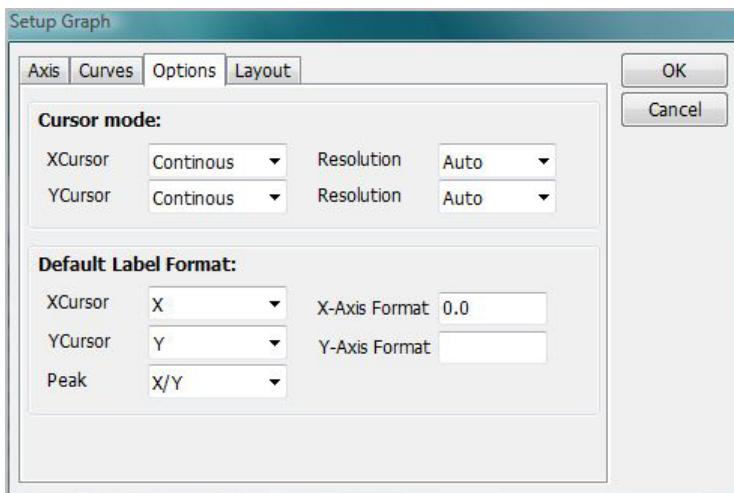 Setup Graph
Axis Curves Options Layout
OK
Cancel
Cursor mode:
XCursor Continous Resolution Auto
YCursor Continous Resolution Auto
Default Label Format:
XCursor X X-Axis Format 0.0
YCursor Y Y-Axis Format
Peak X/Y